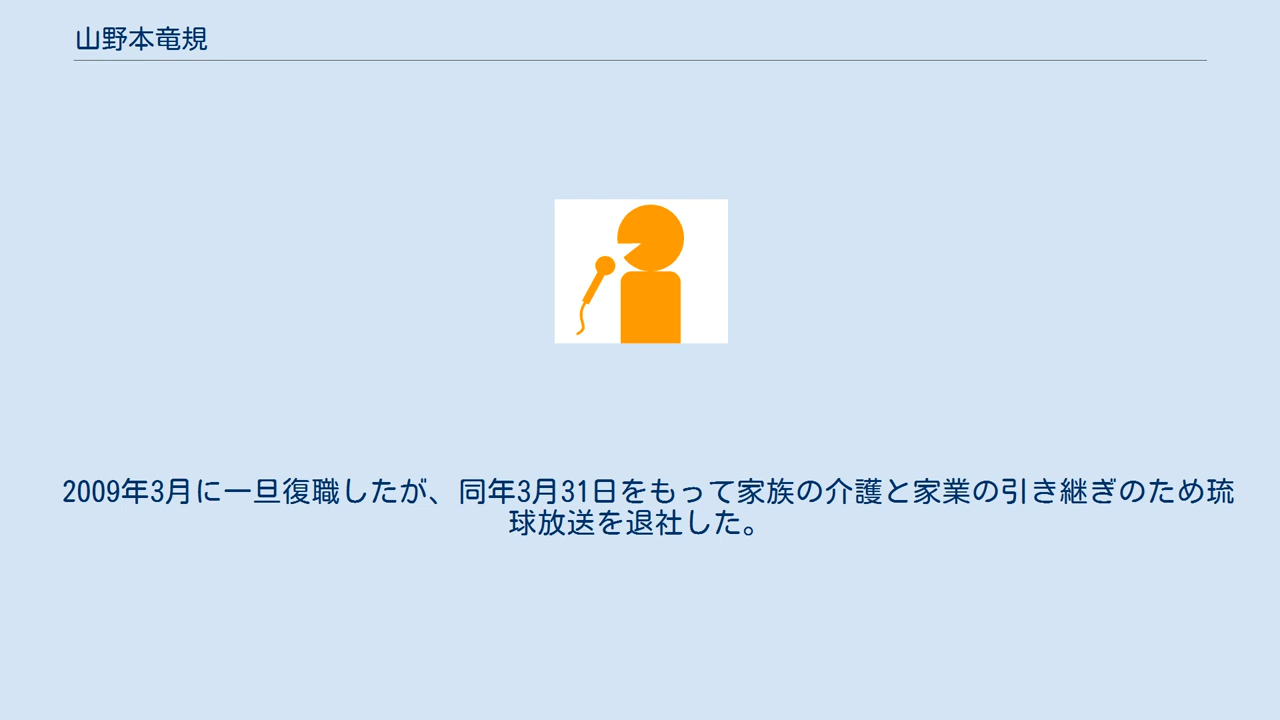 山野本竜規
2009年3月に一旦復職したが、同年3月31日をもって家族の介護と家業の引き継ぎのため琉
球放送を退社した。